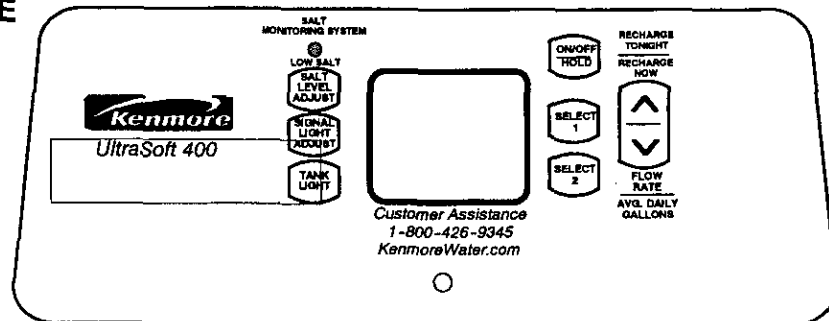 E
SALT
MONITORING SYSTEM
LOW SALT
SALT
LEVEL
ADJUST
SIGNAL
LIGHT
ADJUST
TANK
LIGHT
Kenmore
UltraSoft 400
Customer Assistance
1-800-426-9345
KenmoreWater.com
ON/OFF
HOLD
SELECT
1
SELECT
2
RECHARGE
TONIGHT
RECHARGE
NOW
FLOW
RATE
AVG. DAILY
GALLONS